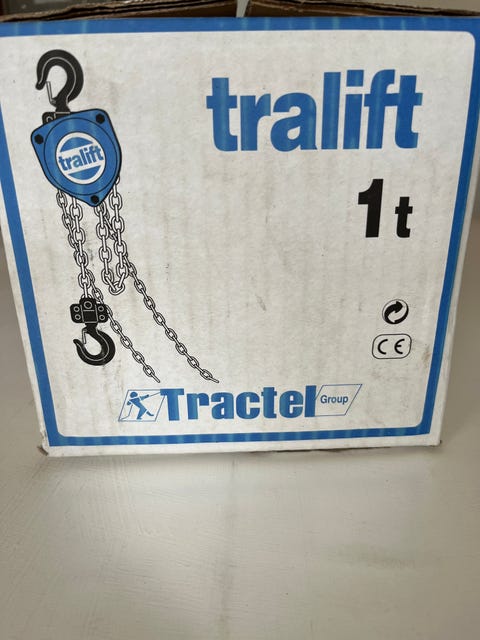 tralift
tralift
1t
CE
Tractel Group